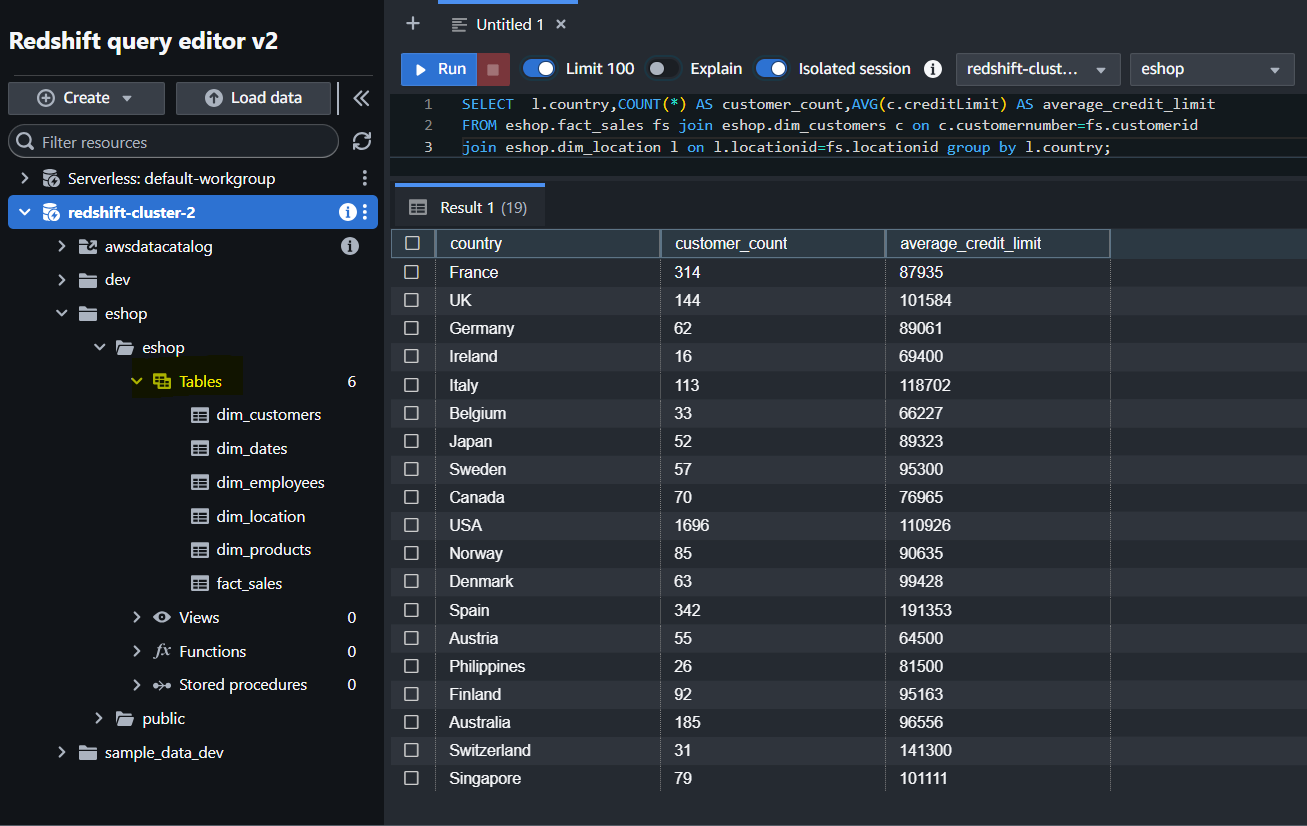 Redshift query editor v2
Create
Load data
Filter resources
Serverless: default-workgroup
redshift-cluster-2
awsdatacatalog
dev
eshop
eshop
Tables 6
dim_customers
dim_dates
dim_employees
dim_location
dim_products
fact_sales
Views 0
fx Functions 0
Stored procedures 0
public
sample_data_dev
Untitled 1
Run Limit 100 Explain Isolated session redshift-clust... eshop
1 SELECT  l.country,COUNT(*) AS customer_count,AVG(c.creditLimit) AS average_credit_limit
2 FROM eshop.fact_sales fs join eshop.dim_customers c on c.customernumber=fs.customerid
3 join eshop.dim_location l on l.locationid=fs.locationid group by l.country;
Result 1 (19)
country customer_count average_credit_limit
France 314 87935
UK 144 101584
Germany 62 89061
Ireland 16 69400
Italy 113 118702
Belgium 33 66227
Japan 52 89323
Sweden 57 95300
Canada 70 76965
USA 1696 110926
Norway 85 90635
Denmark 63 99428
Spain 342 191353
Austria 55 64500
Philippines 26 81500
Finland 92 95163
Australia 185 96556
Switzerland 31 141300
Singapore 79 101111